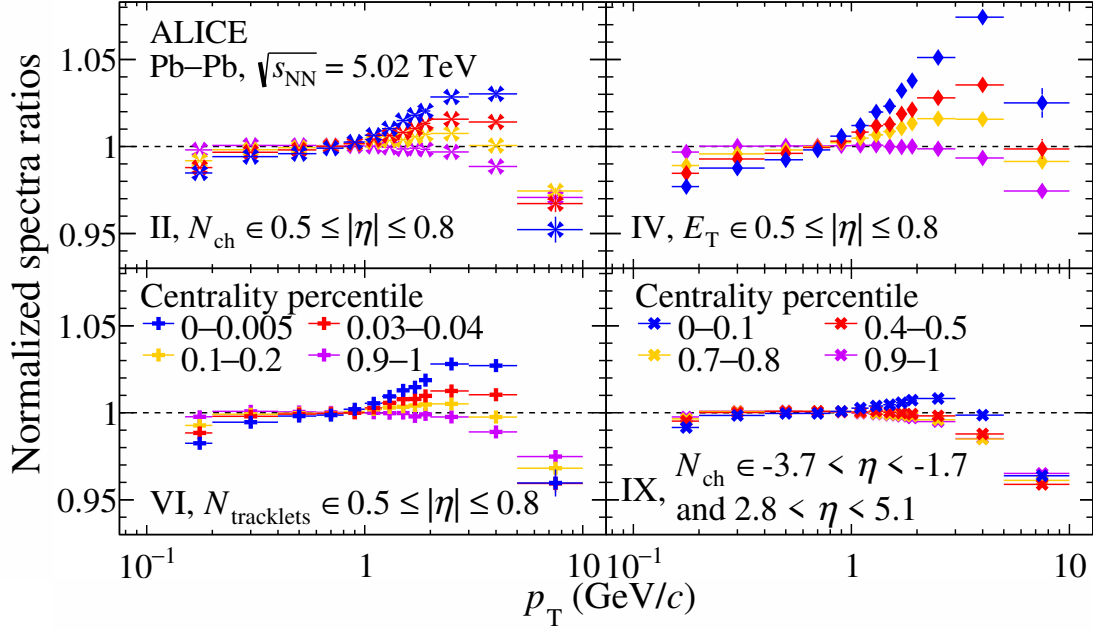 ALICE
Pb–Pb, √sNN = 5.02 TeV
1.05
1
0.95
II, Nch ∈ 0.5 ≤ |η| ≤ 0.8
IV, ET ∈ 0.5 ≤ |η| ≤ 0.8
Normalized spectra ratios
Centrality percentile
0–0.005
0.03–0.04
0.1–0.2
0.9–1
Centrality percentile
0–0.1
0.4–0.5
0.7–0.8
0.9–1
1.05
1
0.95
VI, Ntracklets ∈ 0.5 ≤ |η| ≤ 0.8
IX, Nch ∈ -3.7 < η < -1.7
and 2.8 < η < 5.1
10−1
1
10
10−1
1
10
pT (GeV/c)